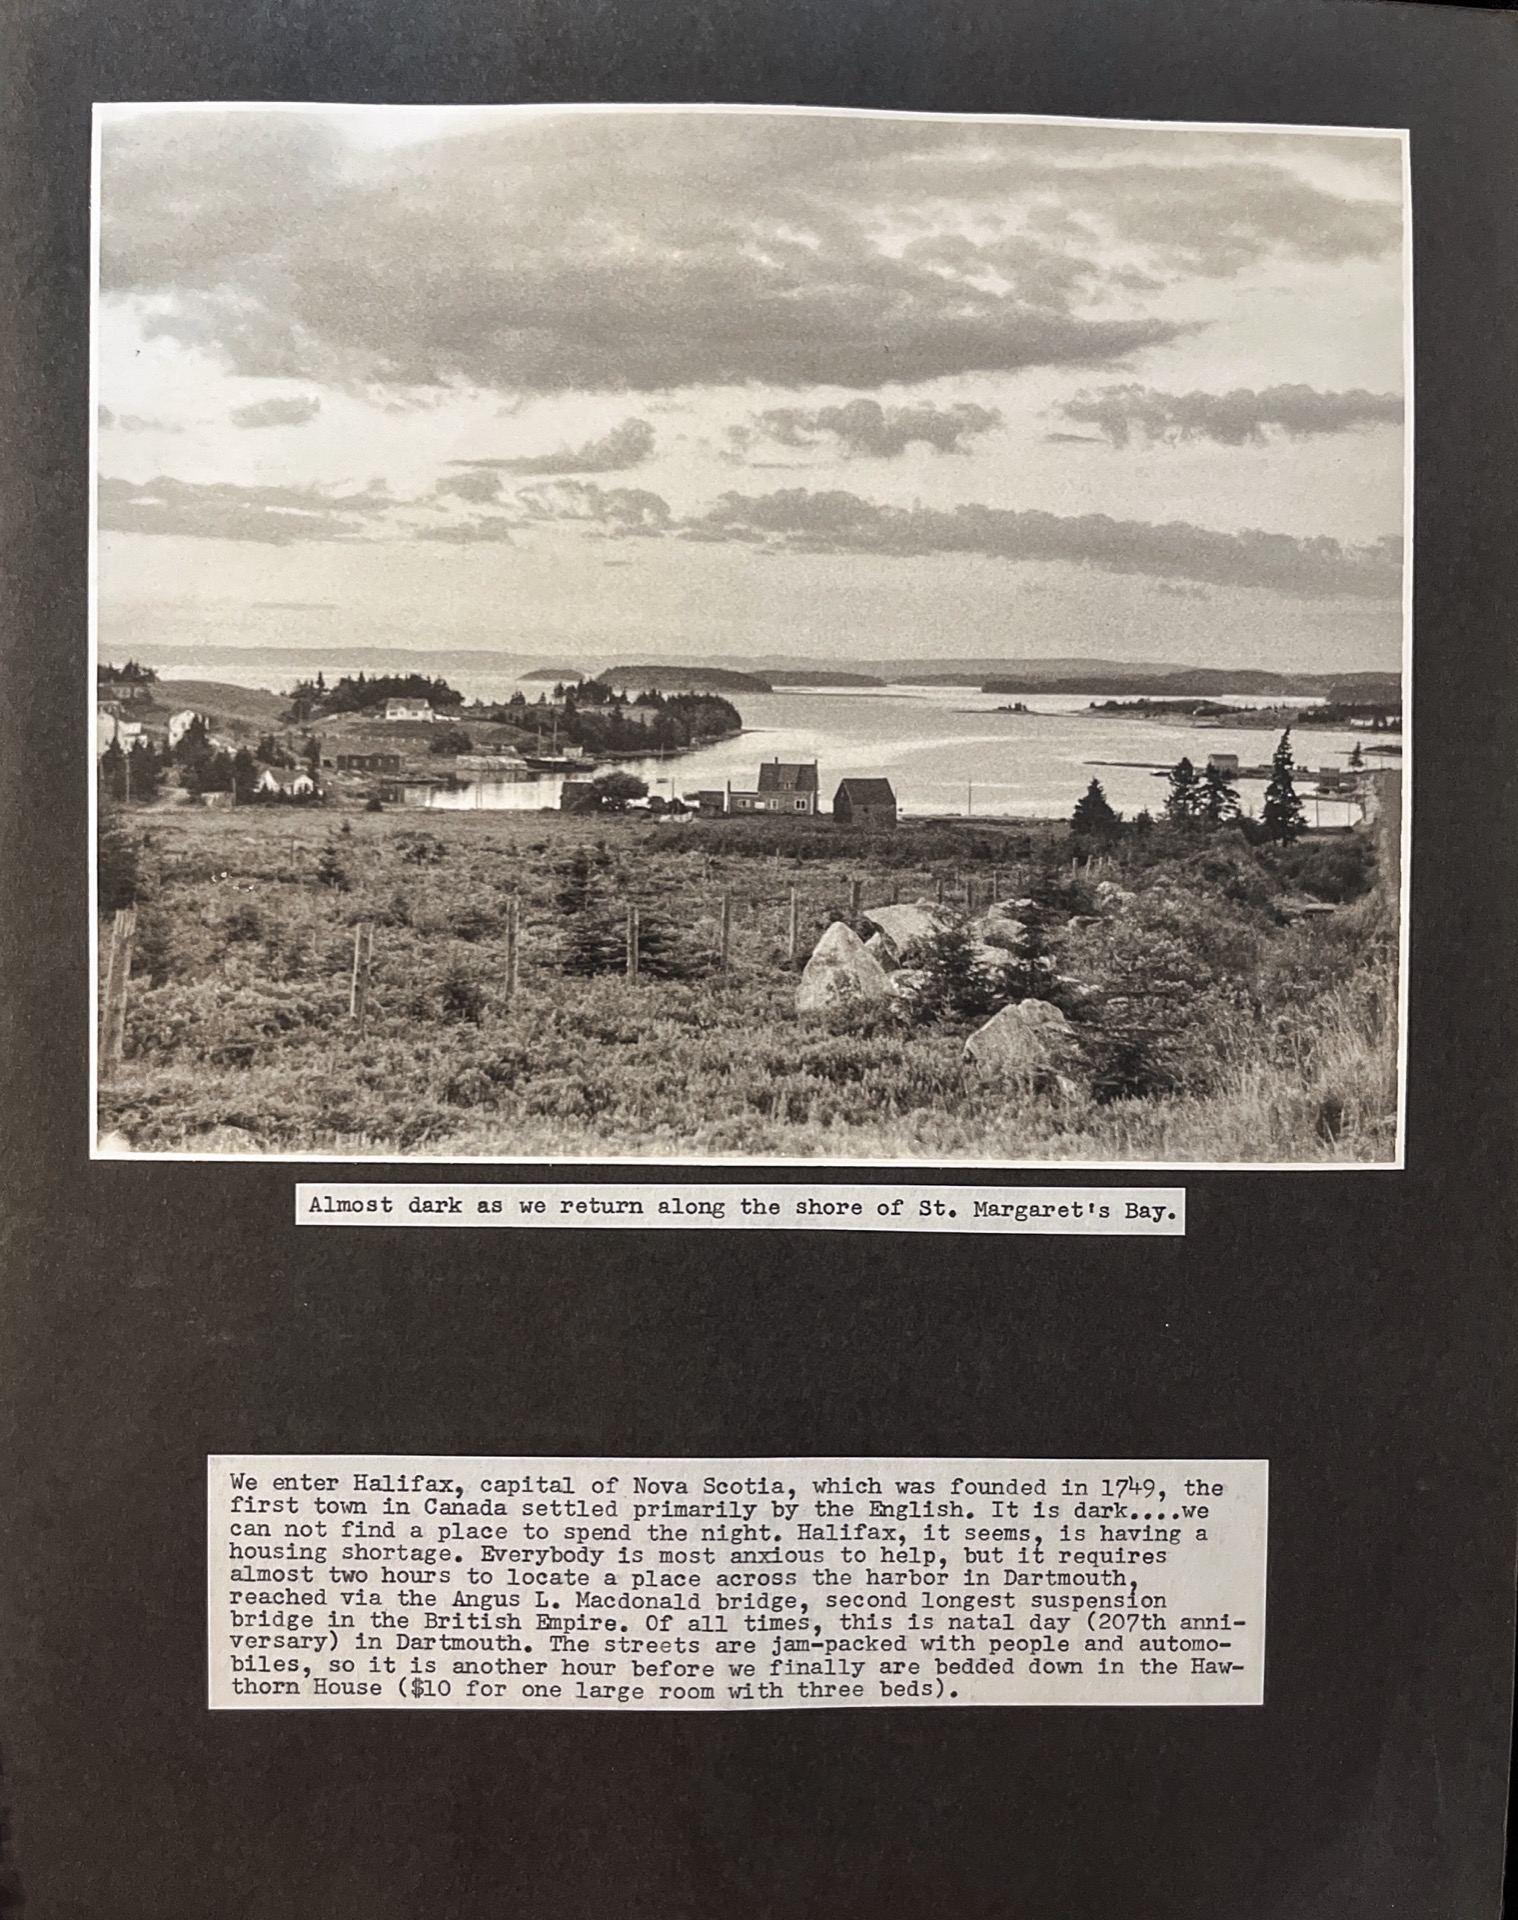 Almost dark as we return along the shore of St. Margaret's Bay.
We enter Halifax, capital of Nova Scotia, which was founded in 1749, the
first town in Canada settled primarily by the English. It is dark....we
can not find a place to spend the night. Halifax, it seems, is having a
housing shortage. Everybody is most anxious to help, but it requires
almost two hours to locate a place across the harbor in Dartmouth,
reached via the Angus L. Macdonald bridge, second longest suspension
bridge in the British Empire. Of all times, this is natal day (207th anni-
versary) in Dartmouth. The streets are jam-packed with people and automo-
biles, so it is another hour before we finally are bedded down in the Haw-
thorn House ($10 for one large room with three beds).